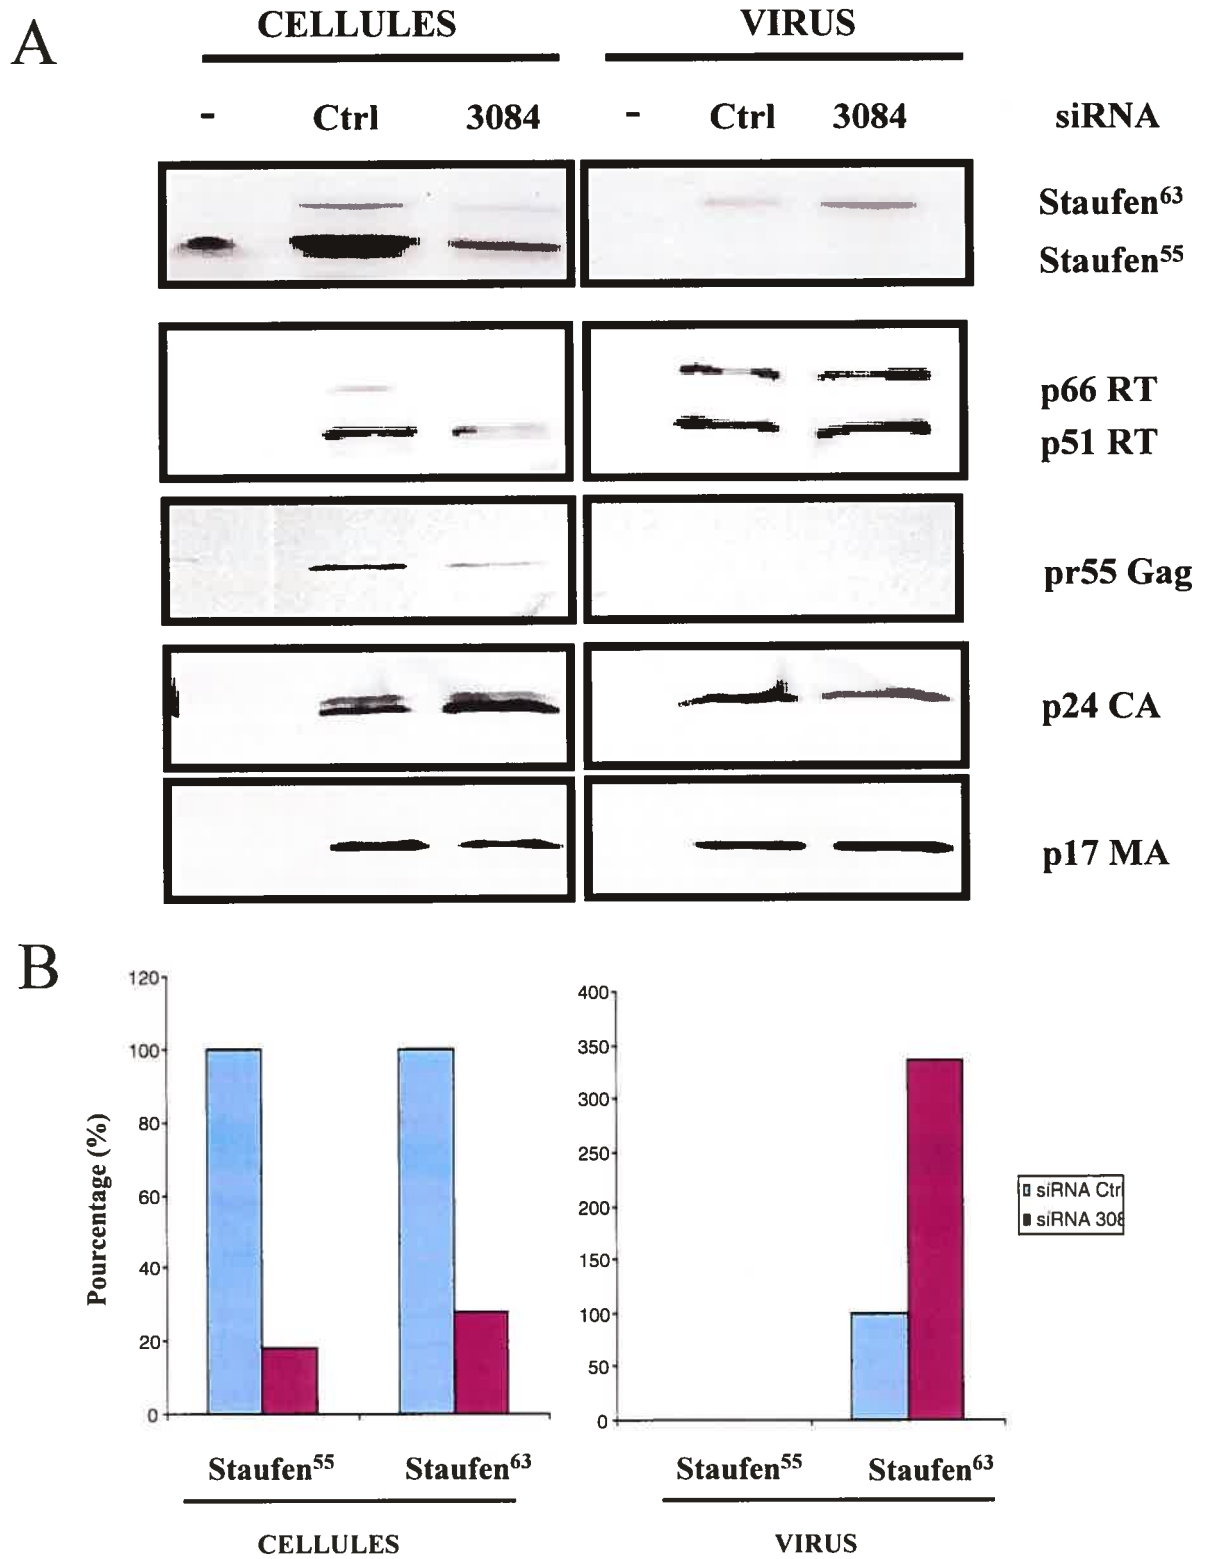 A
CELLULES VIRUS
- Ctrl 3084 - Ctrl 3084 siRNA
Staufen⁶³
Staufen⁵⁵
p66 RT
p51 RT
pr55 Gag
p24 CA
p17 MA
B
Pourcentage (%)
120
100
80
60
40
20
0
400
350
300
250
200
150
100
50
0
siRNA Ctrl
siRNA 308
Staufen⁵⁵ Staufen⁶³ Staufen⁵⁵ Staufen⁶³
CELLULES VIRUS